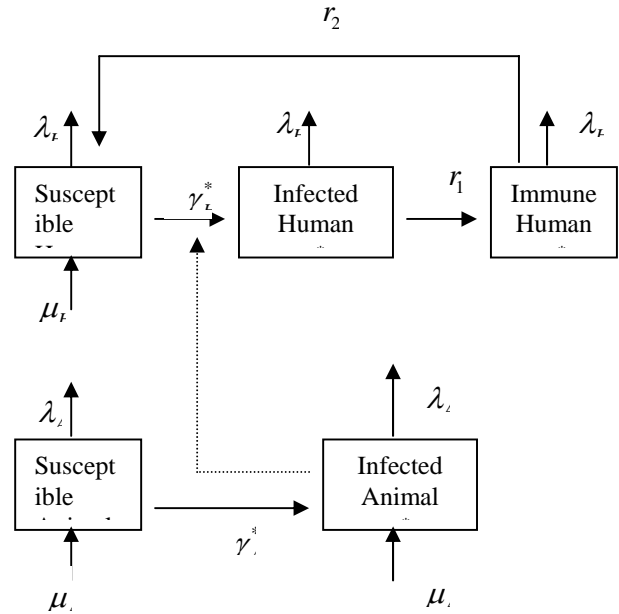 r₂
λ
λ
λ
Suscept
ible
γ*
Infected
Human
r₁
Immune
Human
μ
λ
λ
Suscept
ible
γ*
Infected
Animal
μ
μ